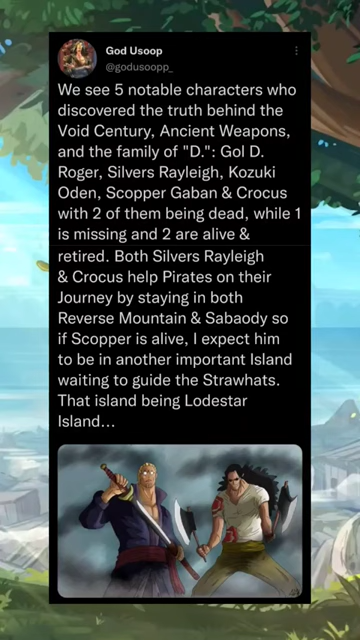 God Usoop
@godusoopp_
We see 5 notable characters who
discovered the truth behind the
Void Century, Ancient Weapons,
and the family of "D.": Gol D.
Roger, Silvers Rayleigh, Kozuki
Oden, Scopper Gaban & Crocus
with 2 of them being dead, while 1
is missing and 2 are alive &
retired. Both Silvers Rayleigh
& Crocus help Pirates on their
Journey by staying in both
Reverse Mountain & Sabaody so
if Scopper is alive, I expect him
to be in another important Island
waiting to guide the Strawhats.
That island being Lodestar
Island...